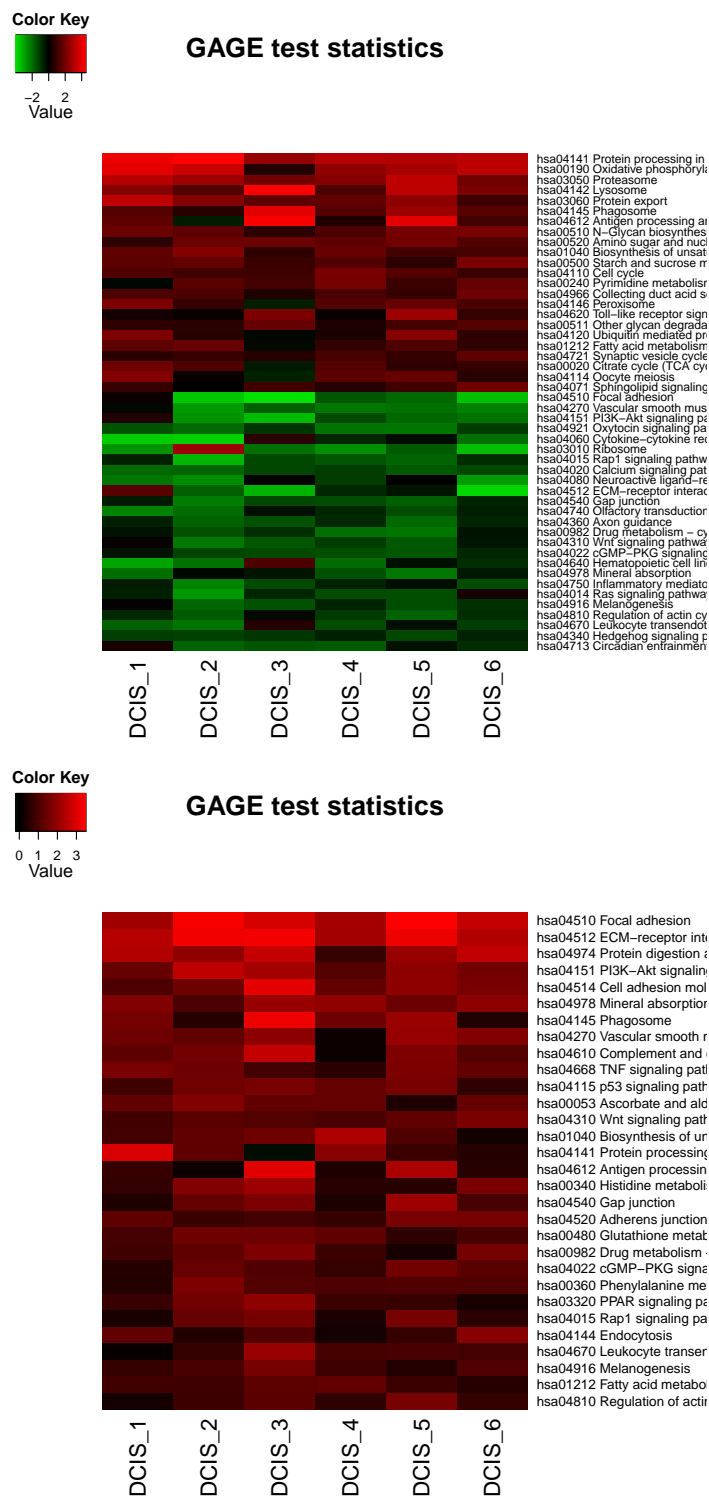 Color Key
GAGE test statistics
−2 2
Value
hsa04141 Protein processing in
hsa00190 Oxidative phosphoryla
hsa03050 Proteasome
hsa04142 Lysosome
hsa03060 Protein export
hsa04145 Phagosome
hsa04612 Antigen processing an
hsa00510 N−Glycan biosynthes
hsa00520 Amino sugar and nucl
hsa01040 Biosynthesis of unsat
hsa00500 Starch and sucrose m
hsa04110 Cell cycle
hsa00240 Pyrimidine metabolism
hsa04966 Collecting duct acid se
hsa04146 Peroxisome
hsa04620 Toll−like receptor sign
hsa00511 Other glycan degrada
hsa04120 Ubiquitin mediated pro
hsa01212 Fatty acid metabolism
hsa04721 Synaptic vesicle cycle
hsa00020 Citrate cycle (TCA cyc
hsa04114 Oocyte meiosis
hsa04071 Sphingolipid signaling
hsa04510 Focal adhesion
hsa04270 Vascular smooth mus
hsa04151 PI3K−Akt signaling pa
hsa04921 Oxytocin signaling pa
hsa04060 Cytokine−cytokine rec
hsa03010 Ribosome
hsa04015 Rap1 signaling pathw
hsa04020 Calcium signaling pat
hsa04080 Neuroactive ligand−re
hsa04512 ECM−receptor interac
hsa04540 Gap junction
hsa04740 Olfactory transduction
hsa04360 Axon guidance
hsa00982 Drug metabolism − cy
hsa04310 Wnt signaling pathway
hsa04022 cGMP−PKG signaling
hsa04640 Hematopoietic cell line
hsa04978 Mineral absorption
hsa04750 Inflammatory mediato
hsa04014 Ras signaling pathway
hsa04916 Melanogenesis
hsa04810 Regulation of actin cy
hsa04670 Leukocyte transendot
hsa04340 Hedgehog signaling p
hsa04713 Circadian entrainment
DCIS_1 DCIS_2 DCIS_3 DCIS_4 DCIS_5 DCIS_6
Color Key
GAGE test statistics
0 1 2 3
Value
hsa04510 Focal adhesion
hsa04512 ECM−receptor inte
hsa04974 Protein digestion a
hsa04151 PI3K−Akt signaling
hsa04514 Cell adhesion mol
hsa04978 Mineral absorption
hsa04145 Phagosome
hsa04270 Vascular smooth m
hsa04610 Complement and c
hsa04668 TNF signaling path
hsa04115 p53 signaling path
hsa00053 Ascorbate and ald
hsa04310 Wnt signaling path
hsa01040 Biosynthesis of un
hsa04141 Protein processing
hsa04612 Antigen processin
hsa00340 Histidine metabolis
hsa04540 Gap junction
hsa04520 Adherens junction
hsa00480 Glutathione metab
hsa00982 Drug metabolism −
hsa04022 cGMP−PKG signa
hsa00360 Phenylalanine me
hsa03320 PPAR signaling pa
hsa04015 Rap1 signaling pa
hsa04144 Endocytosis
hsa04670 Leukocyte transen
hsa04916 Melanogenesis
hsa01212 Fatty acid metabol
hsa04810 Regulation of actin
DCIS_1 DCIS_2 DCIS_3 DCIS_4 DCIS_5 DCIS_6